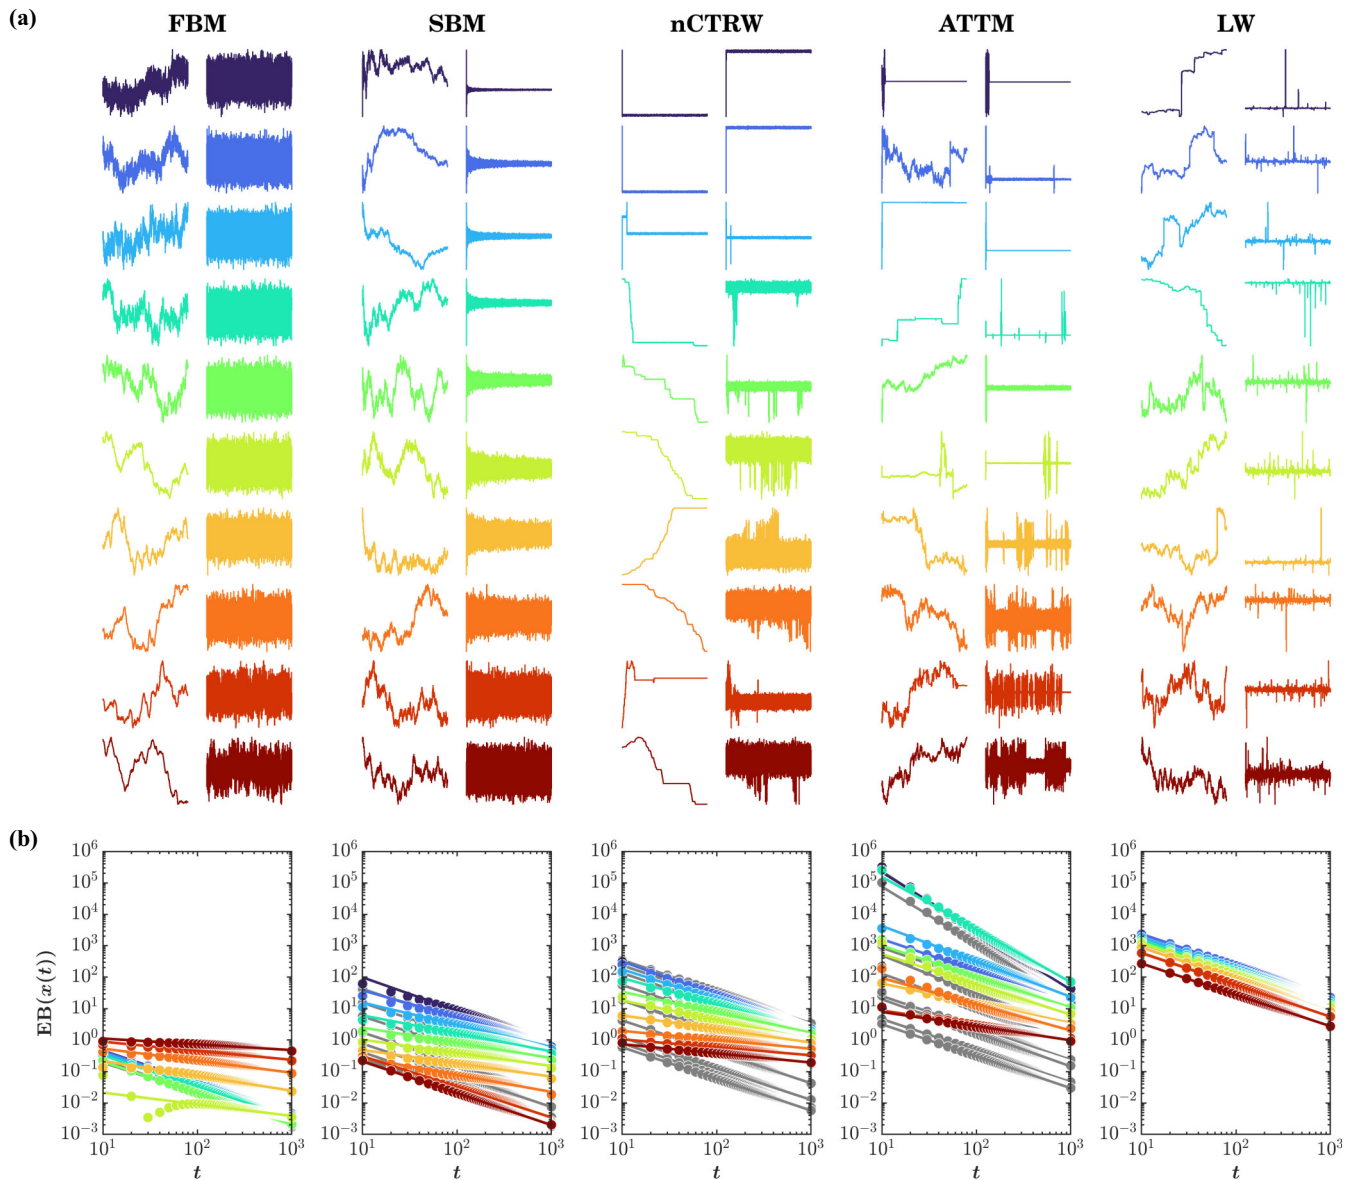 (a)
FBM SBM nCTRW ATTM LW
(b)
EB(x(t))
10^6 10^6 10^6 10^6 10^6
10^5 10^5 10^5 10^5 10^5
10^4 10^4 10^4 10^4 10^4
10^3 10^3 10^3 10^3 10^3
10^2 10^2 10^2 10^2 10^2
10^1 10^1 10^1 10^1 10^1
10^0 10^0 10^0 10^0 10^0
10^-1 10^-1 10^-1 10^-1 10^-1
10^-2 10^-2 10^-2 10^-2 10^-2
10^-3 10^-3 10^-3 10^-3 10^-3
10^1 10^2 10^3 10^1 10^2 10^3 10^1 10^2 10^3 10^1 10^2 10^3 10^1 10^2 10^3
t t t t t